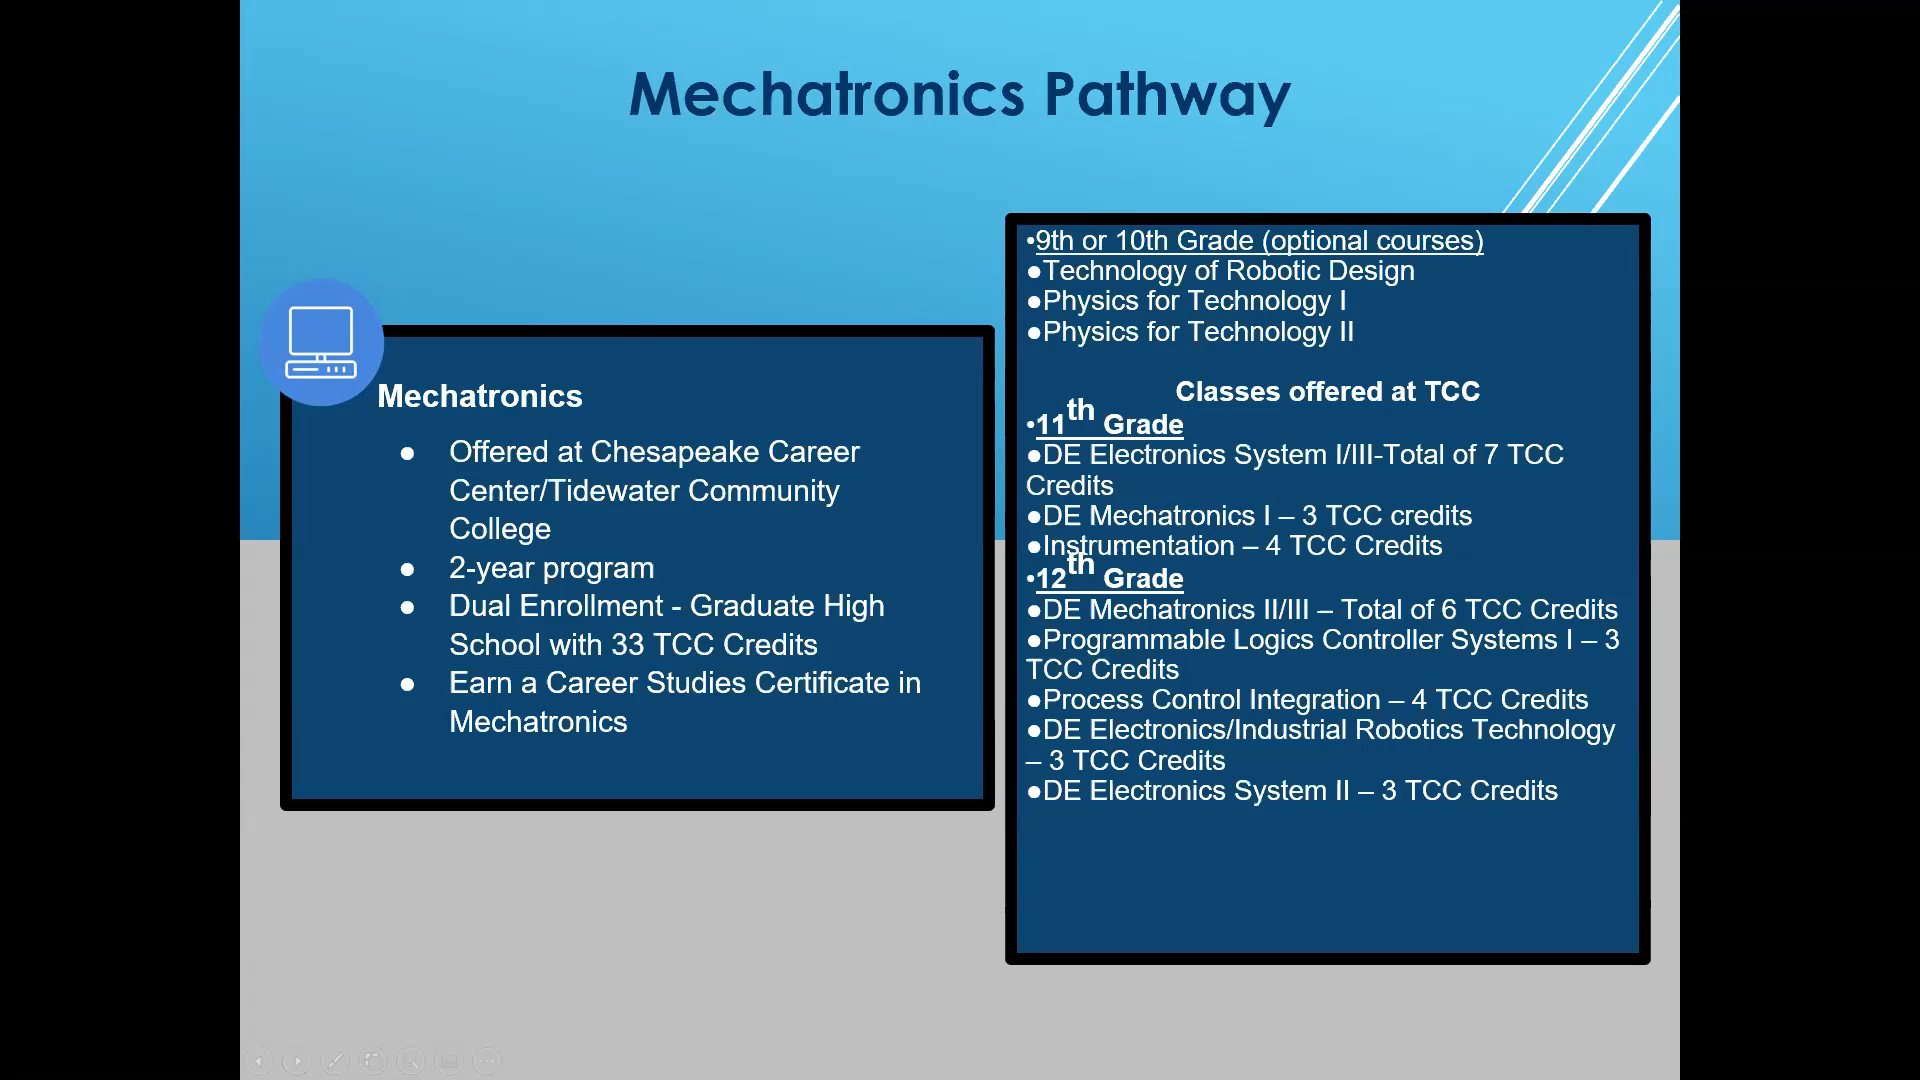 Mechatronics Pathway
Mechatronics
● Offered at Chesapeake Career
Center/Tidewater Community
College
● 2-year program
● Dual Enrollment - Graduate High
School with 33 TCC Credits
● Earn a Career Studies Certificate in
Mechatronics
•9th or 10th Grade (optional courses)
●Technology of Robotic Design
●Physics for Technology I
●Physics for Technology II
Classes offered at TCC
•11th Grade
●DE Electronics System I/III-Total of 7 TCC
Credits
●DE Mechatronics I – 3 TCC credits
●Instrumentation – 4 TCC Credits
•12th Grade
●DE Mechatronics II/III – Total of 6 TCC Credits
●Programmable Logics Controller Systems I – 3
TCC Credits
●Process Control Integration – 4 TCC Credits
●DE Electronics/Industrial Robotics Technology
– 3 TCC Credits
●DE Electronics System II – 3 TCC Credits